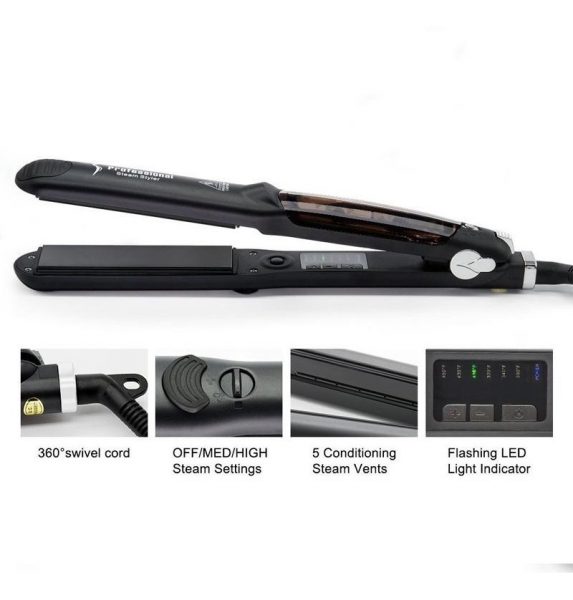 Professional
Steam Styler
360°swivel cord
OFF/MED/HIGH
Steam Settings
5 Conditioning
Steam Vents
Flashing LED
Light Indicator